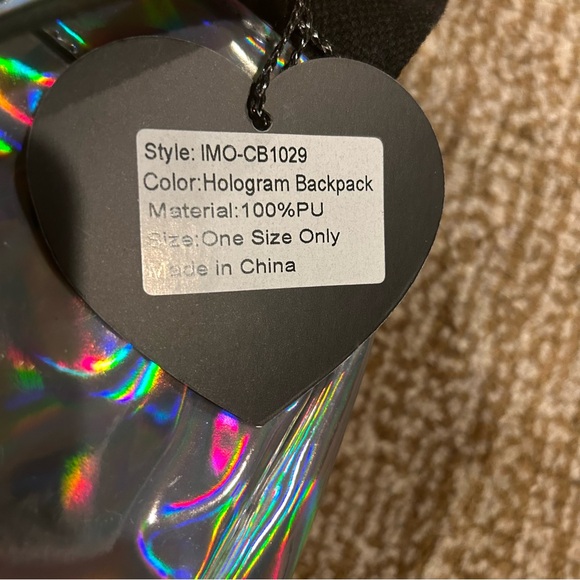 Style: IMO-CB1029
Color:Hologram Backpack
Material:100%PU
Size:One Size Only
Made in China